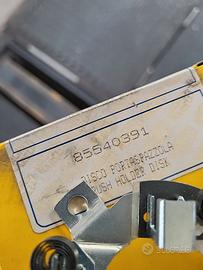 85540391
DISCO PORTASPAZZOLA
BRUSH HOLDER DISK